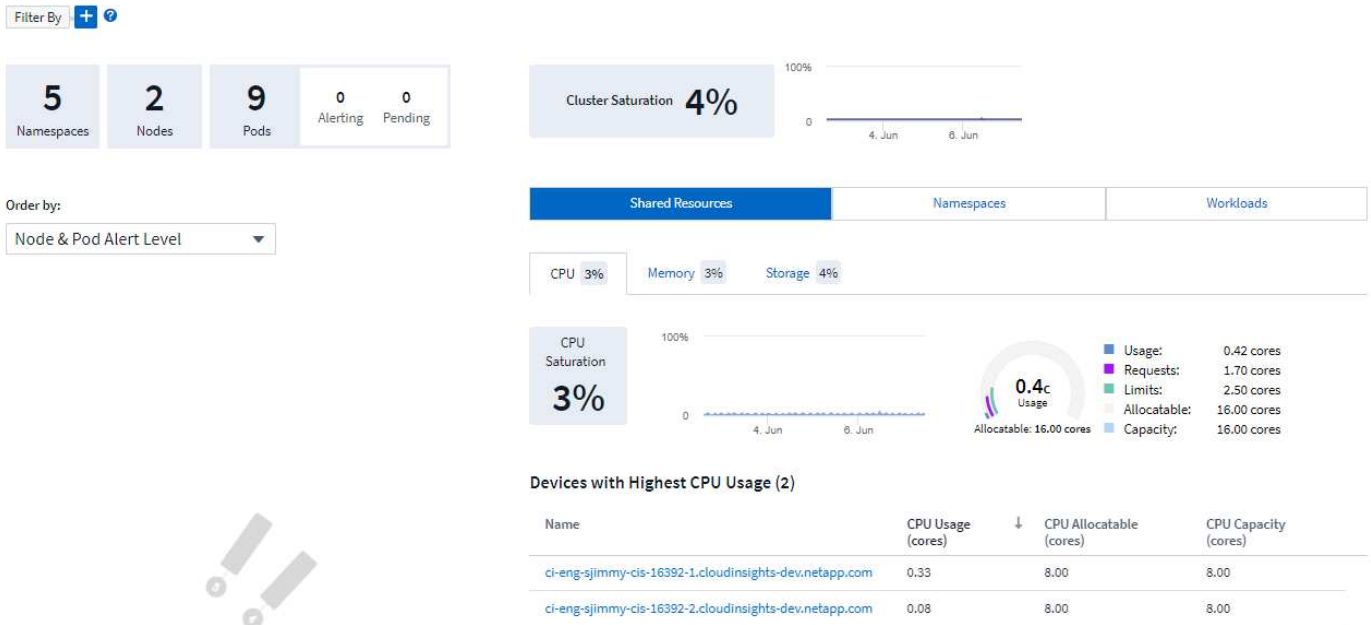 Filter By + ?
5
Namespaces
2
Nodes
9
Pods
0
Alerting
0
Pending
Cluster Saturation 4%
100%
0
4. Jun 6. Jun
Order by:
Node & Pod Alert Level
Shared Resources Namespaces Workloads
CPU 3% Memory 3% Storage 4%
CPU
Saturation
3%
100%
0
4. Jun 6. Jun
0.4c
Usage
Allocatable: 16.00 cores
Usage: 0.42 cores
Requests: 1.70 cores
Limits: 2.50 cores
Allocatable: 16.00 cores
Capacity: 16.00 cores
Devices with Highest CPU Usage (2)
Name CPU Usage ↓ CPU Allocatable CPU Capacity
(cores) (cores) (cores)
ci-eng-sjimmy-cis-16392-1.cloudinsights-dev.netapp.com 0.33 8.00 8.00
ci-eng-sjimmy-cis-16392-2.cloudinsights-dev.netapp.com 0.08 8.00 8.00